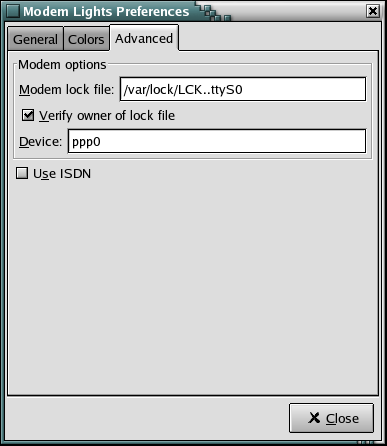 Modem Lights Preferences
General Colors Advanced
Modem options
Modem lock file: /var/lock/LCK..ttyS0
Verify owner of lock file
Device: ppp0
Use ISDN
Close